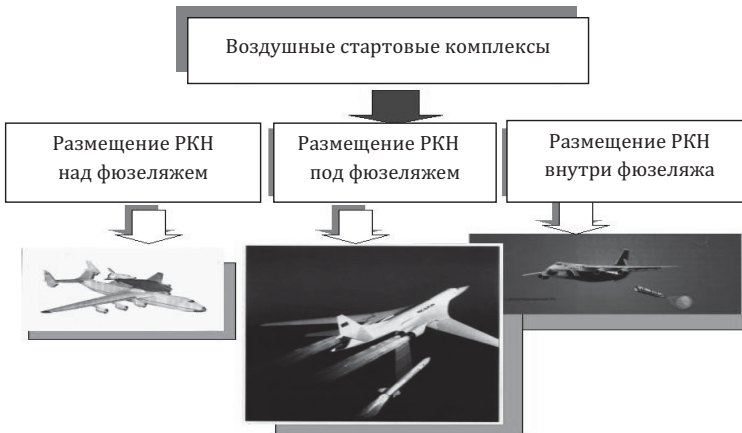 Воздушные стартовые комплексы
Размещение РКН
над фюзеляжем
Размещение РКН
под фюзеляжем
Размещение РКН
внутри фюзеляжа